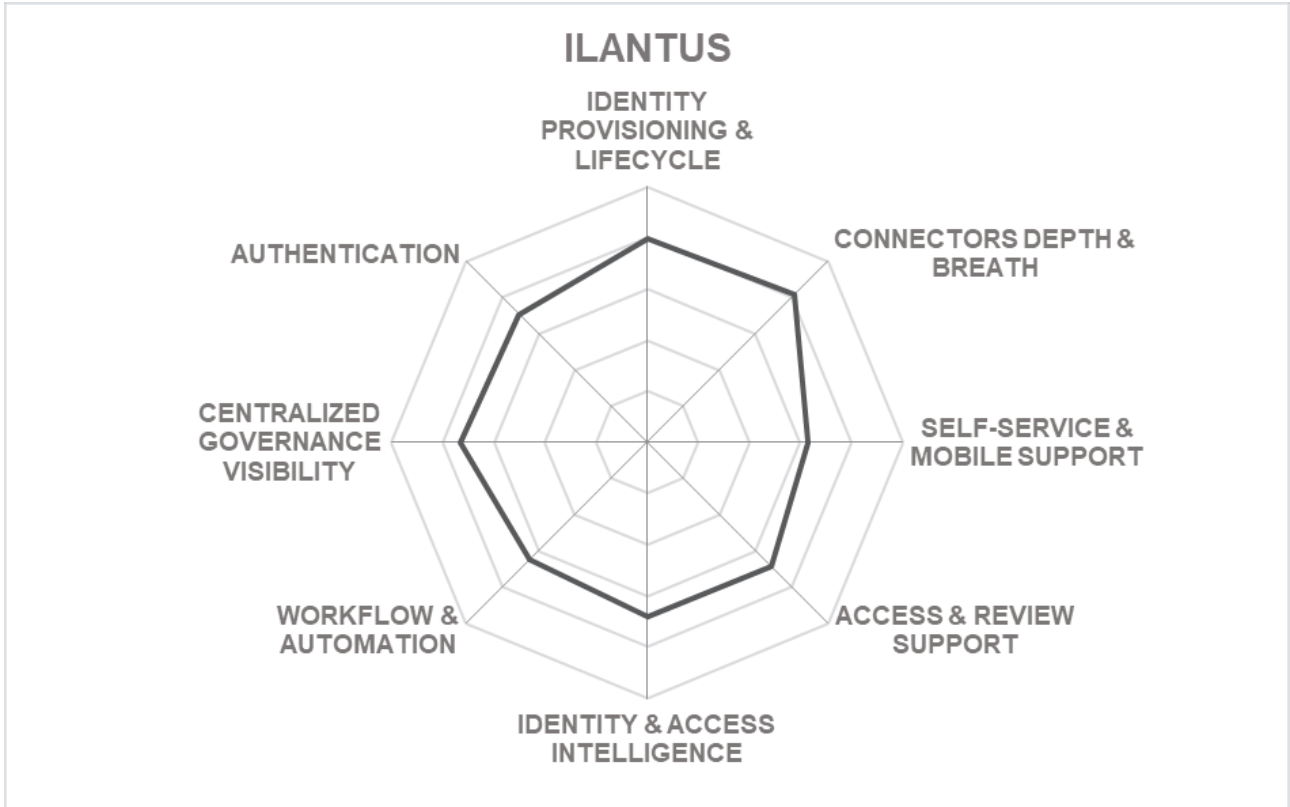 ILANTUS
IDENTITY
PROVISIONING &
LIFECYCLE
CONNECTORS DEPTH &
BREATH
SELF-SERVICE &
MOBILE SUPPORT
ACCESS & REVIEW
SUPPORT
IDENTITY & ACCESS
INTELLIGENCE
WORKFLOW &
AUTOMATION
CENTRALIZED
GOVERNANCE
VISIBILITY
AUTHENTICATION